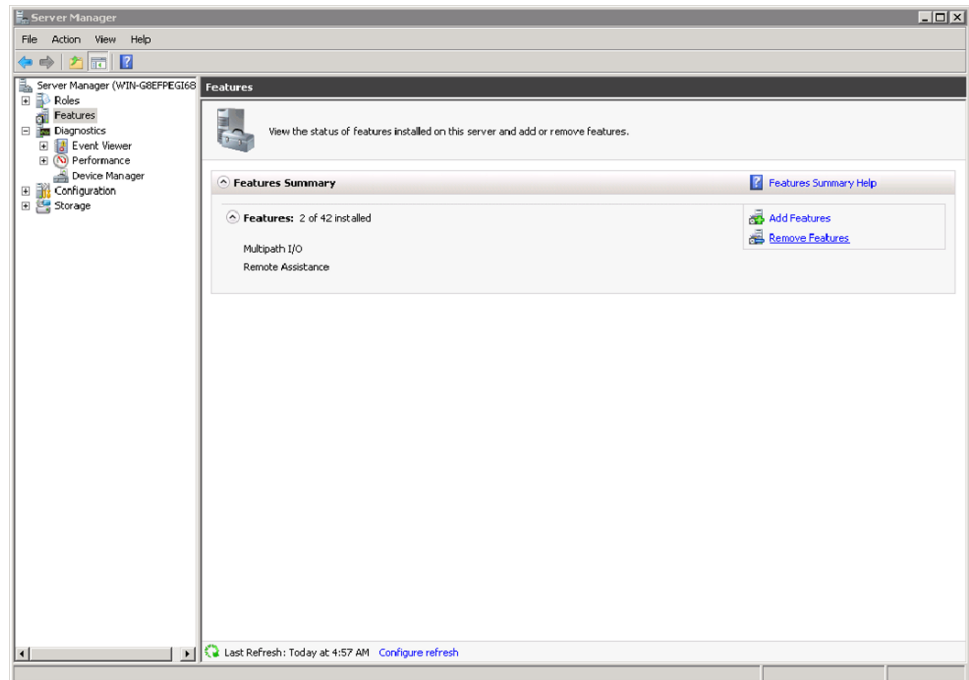 Server Manager
File Action View Help
Server Manager (WIN-G8EFPEGI68
Roles
Features
Diagnostics
Event Viewer
Performance
Device Manager
Configuration
Storage
Features
View the status of features installed on this server and add or remove features.
Features Summary
Features Summary Help
Features: 2 of 42 installed
Add Features
Remove Features
Multipath I/O
Remote Assistance
Last Refresh: Today at 4:57 AM Configure refresh